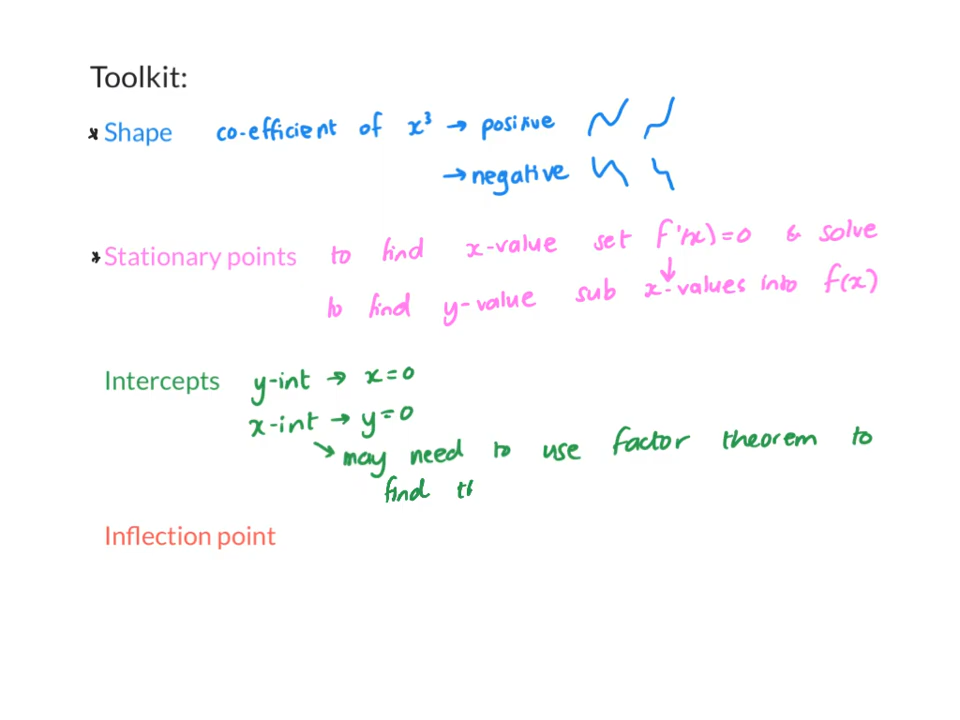 Toolkit:
* Shape co-efficient of x³ → positive
→ negative
* Stationary points to find x-value set f'(x)=0 & solve
to find y-value sub x-values into f(x)
Intercepts y-int → x=0
x-int → y=0
may need to use factor theorem to
find th
Inflection point